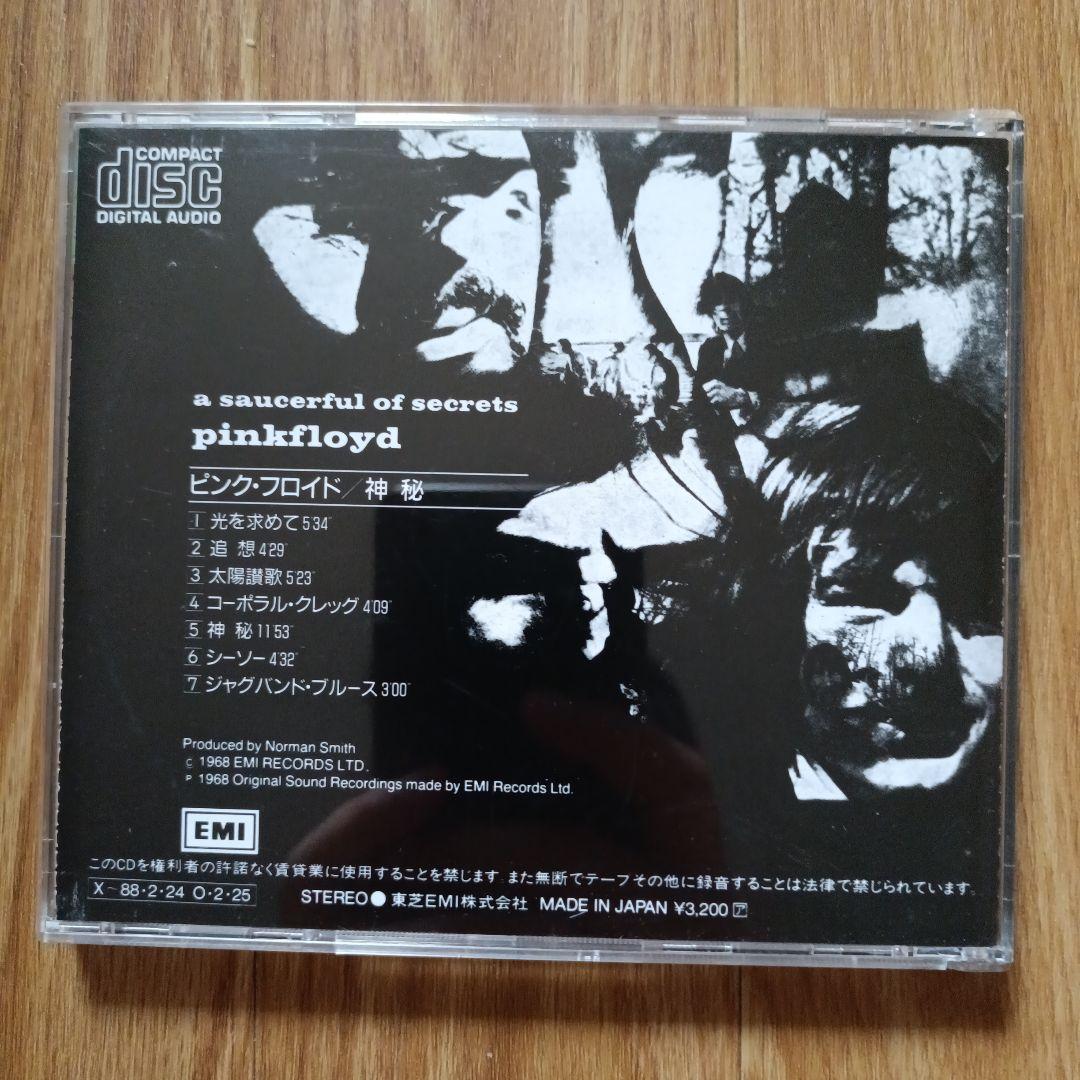 COMPACT
disc
DIGITAL AUDIO
a saucerful of secrets
pinkfloyd
ピンク・フロイド/神 秘
1 光を求めて 5'34"
2 追 想 4'29"
3 太陽讃歌 5'23"
4 コーポラル・クレッグ 4'09"
5 神 秘 11'53"
6 シーソー 4'32"
7 ジャグバンド・ブルース 3'00"
Produced by Norman Smith
© 1968 EMI RECORDS LTD.
℗ 1968 Original Sound Recordings made by EMI Records Ltd.
EMI
このCDを権利者の許諾なく賃貸業に使用することを禁じます。また無断でテープその他に録音することは法律で禁じられています。
X–88・2・24 O・2・25
STEREO● 東芝EMI株式会社 MADE IN JAPAN ¥3,200 ア